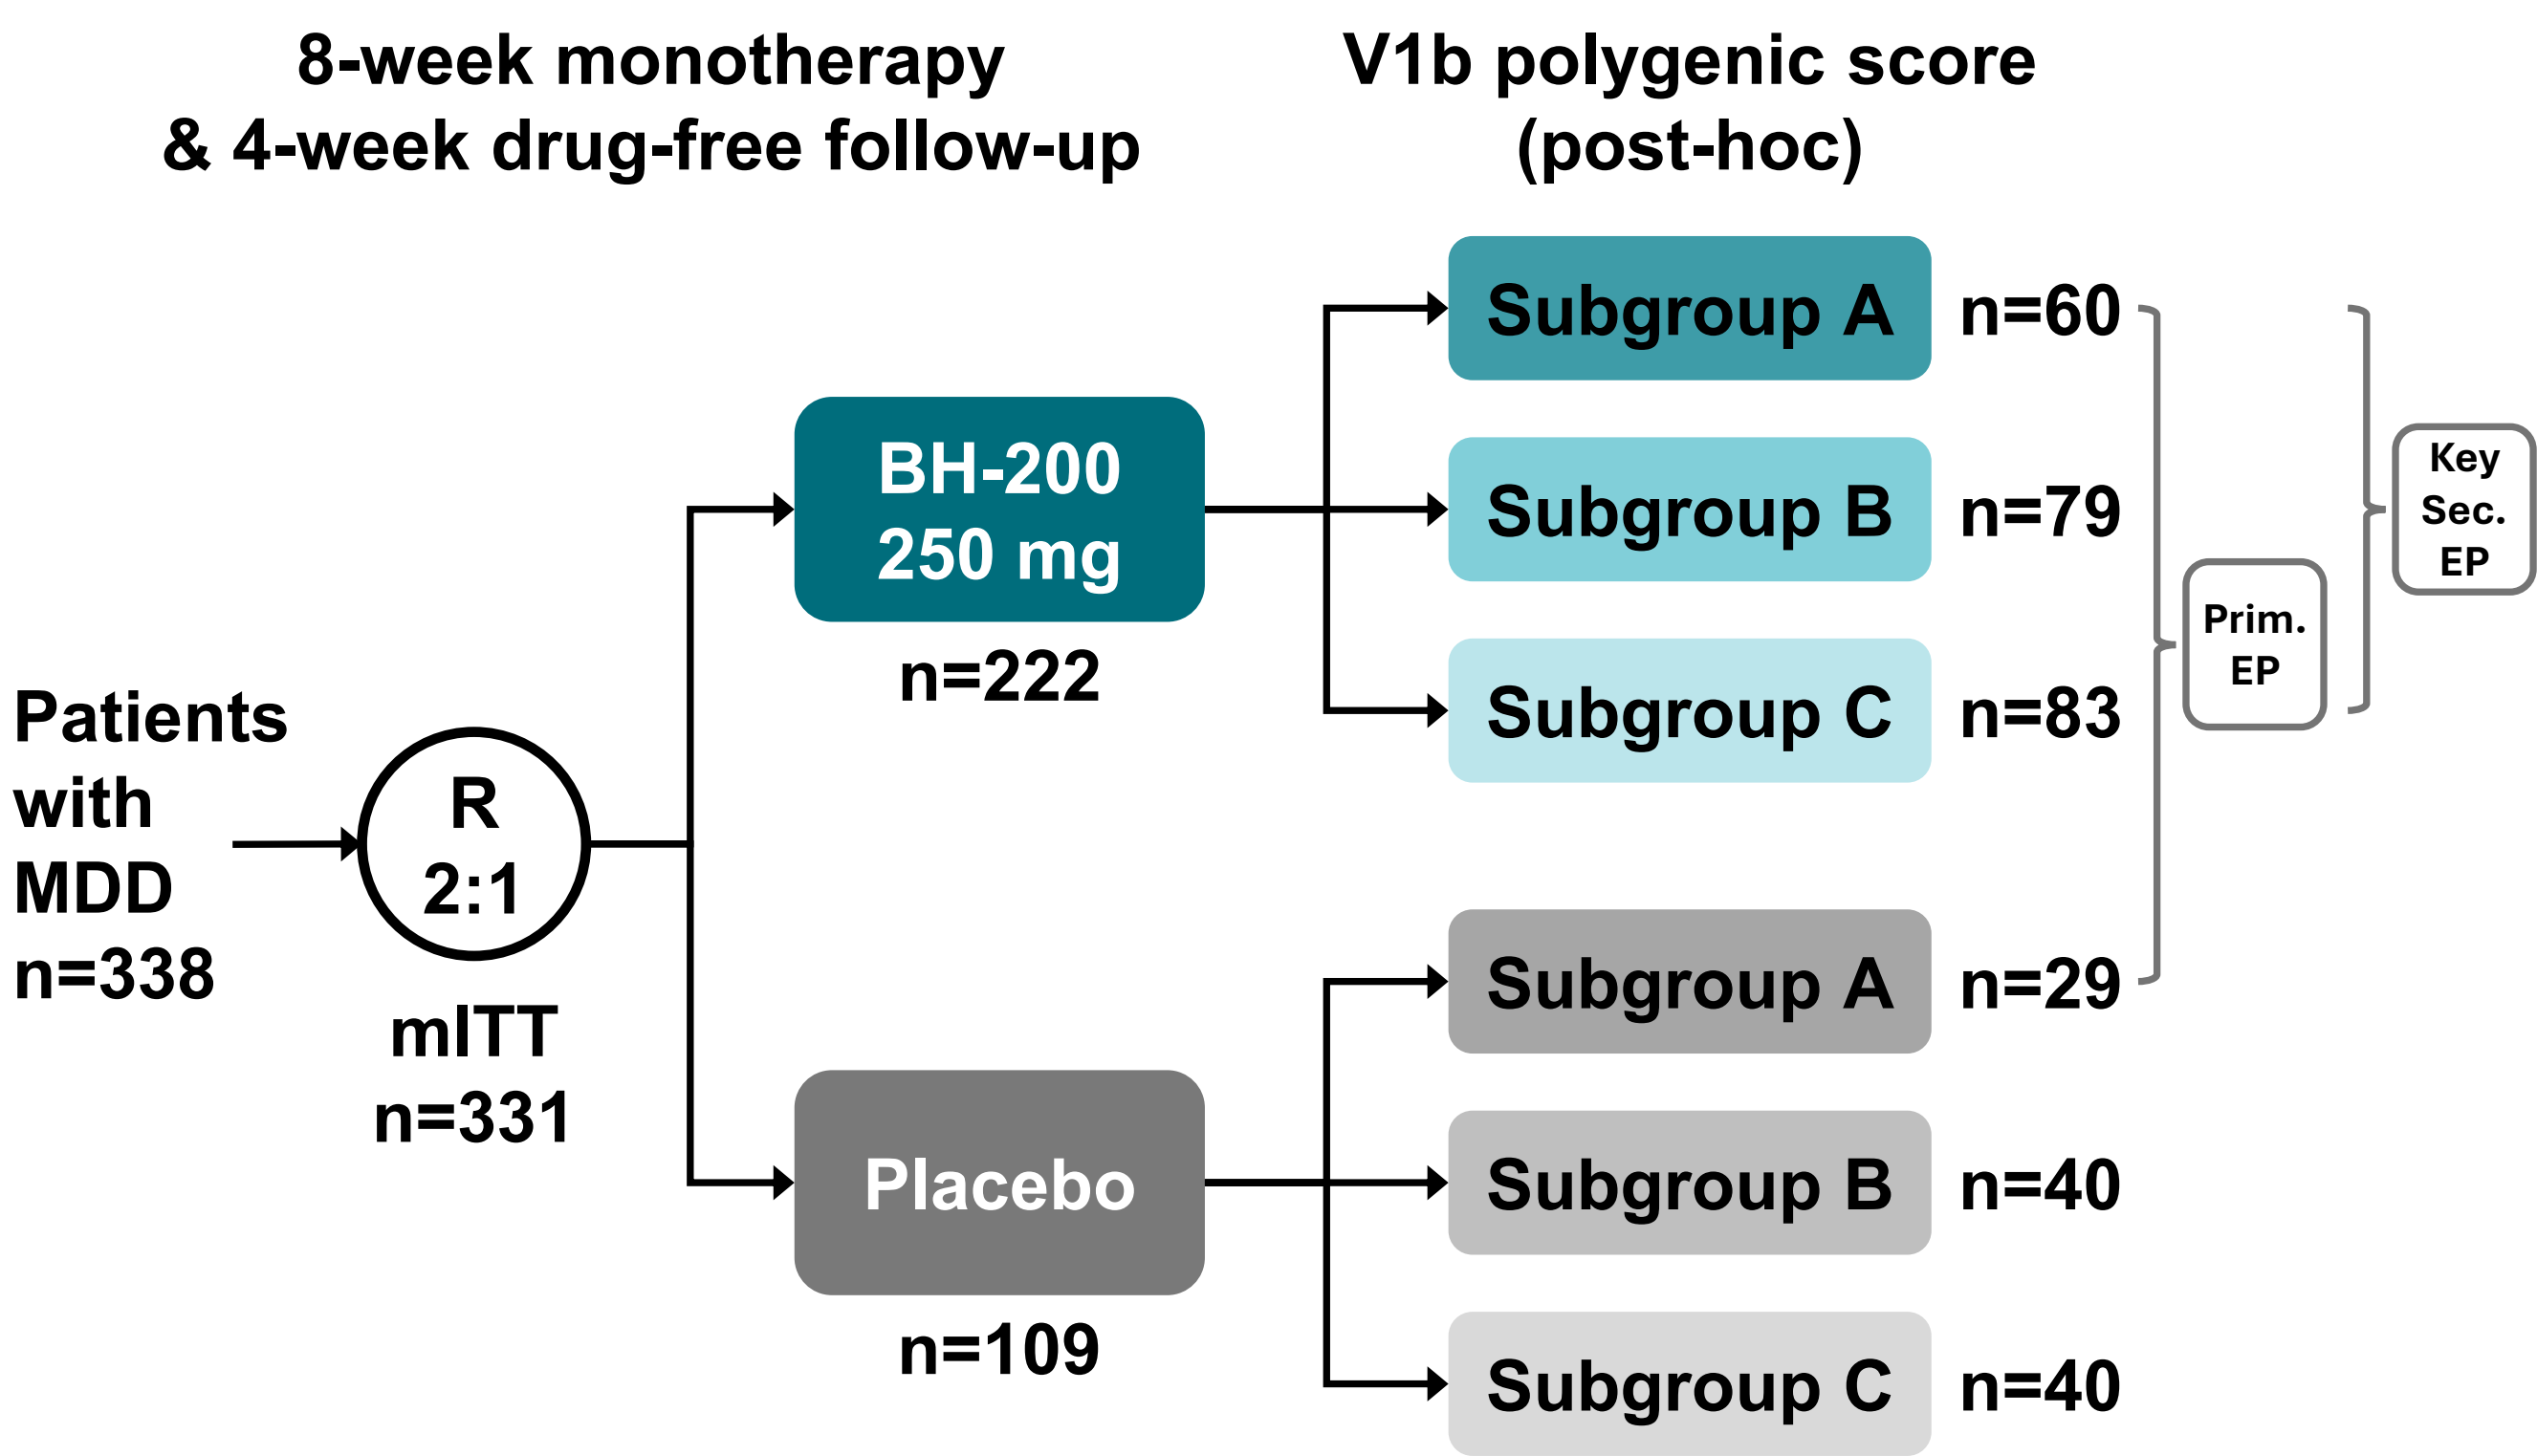 8-week monotherapy
& 4-week drug-free follow-up
V1b polygenic score
(post-hoc)
Patients
with
MDD
n=338
R
2:1
mITT
n=331
BH-200
250 mg
n=222
Subgroup A n=60
Subgroup B n=79
Subgroup C n=83
Placebo
n=109
Subgroup A n=29
Subgroup B n=40
Subgroup C n=40
Prim.
EP
Key
Sec.
EP